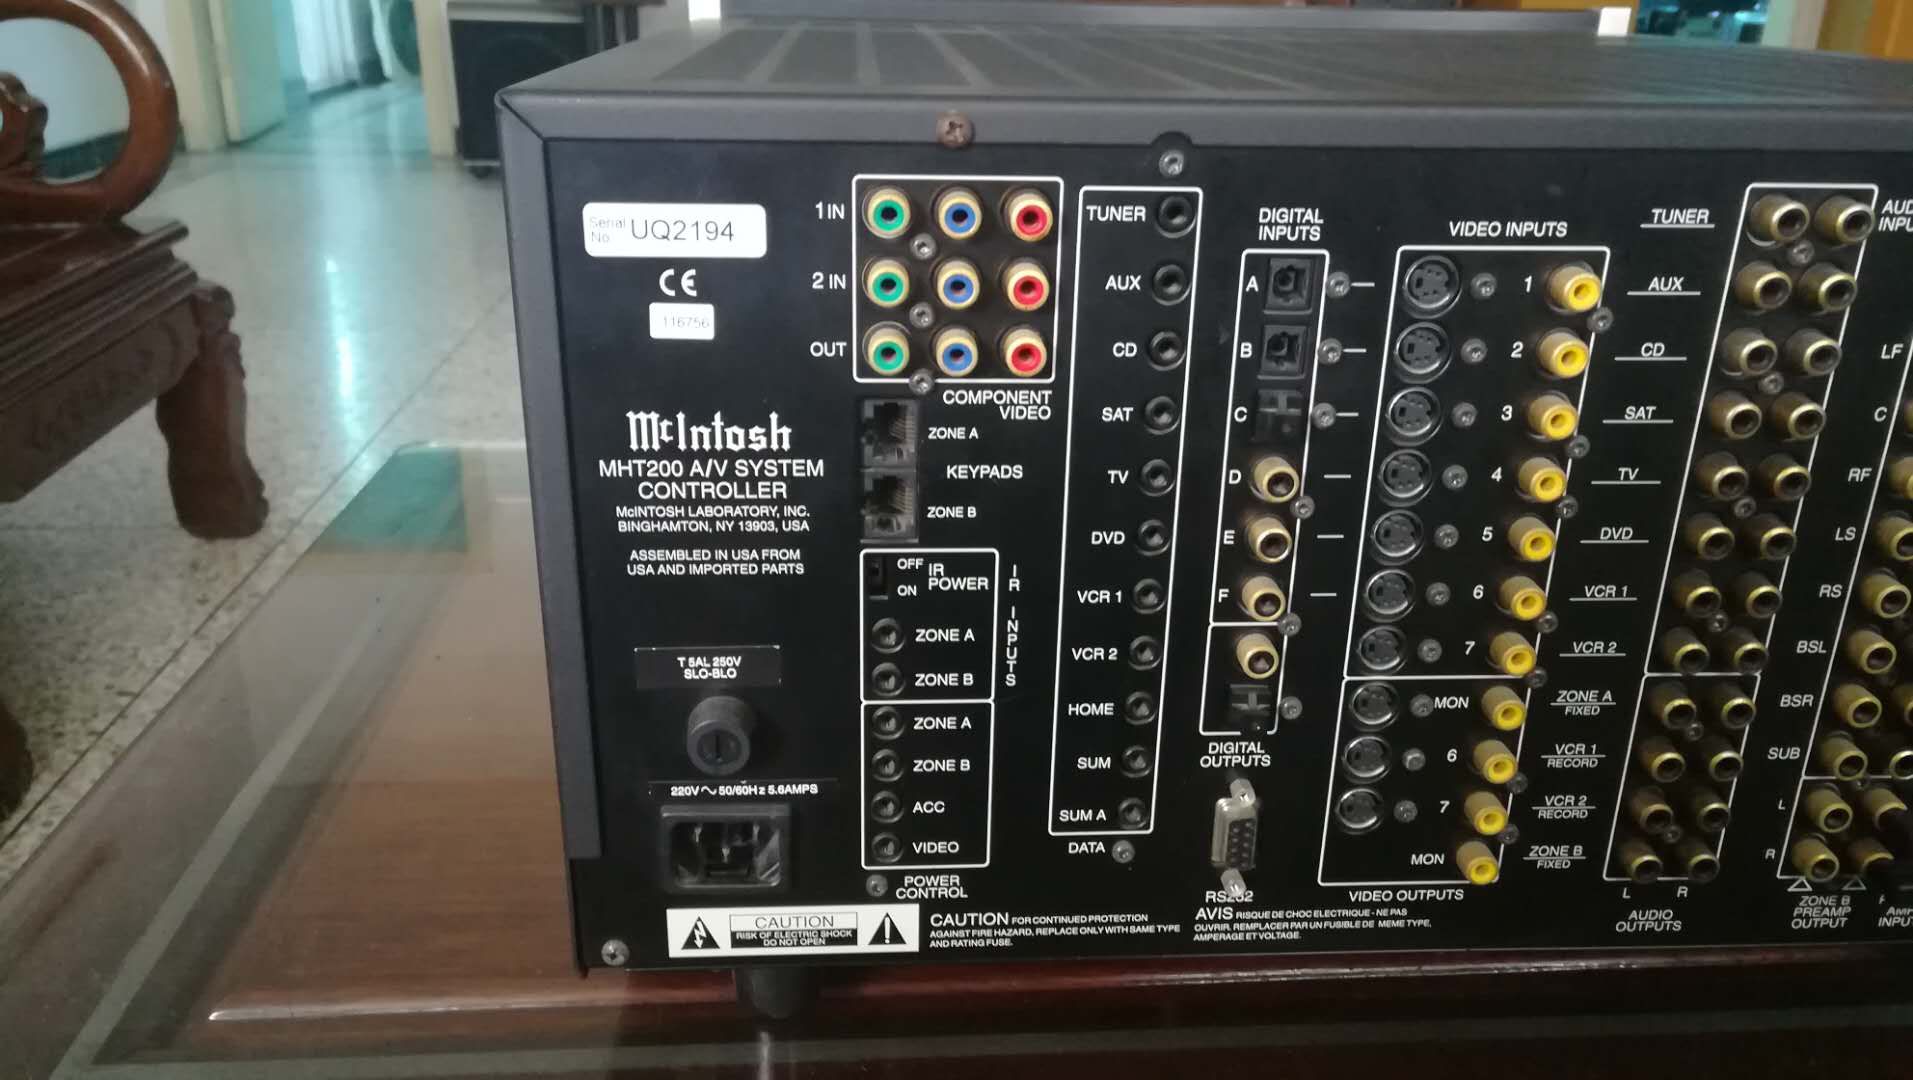 Serial No. UQ2194
CE
116756
McIntosh
MHT200 A/V SYSTEM
CONTROLLER
McINTOSH LABORATORY, INC.
BINGHAMTON, NY 13903, USA
ASSEMBLED IN USA FROM
USA AND IMPORTED PARTS
T 5AL 250V
SLO-BLO
220V ~ 50/60Hz 5.6AMPS
CAUTION
RISK OF ELECTRIC SHOCK
DO NOT OPEN
1 IN
2 IN
OUT
COMPONENT
VIDEO
ZONE A
KEYPADS
ZONE B
OFF
ON
IR
POWER
IR INPUTS
ZONE A
ZONE B
ZONE A
ZONE B
ACC
VIDEO
POWER
CONTROL
CAUTION FOR CONTINUED PROTECTION
AGAINST FIRE HAZARD, REPLACE ONLY WITH SAME TYPE
AND RATING FUSE.
TUNER
AUX
CD
SAT
TV
DVD
VCR 1
VCR 2
HOME
SUM
SUM A
DATA
DIGITAL
INPUTS
A
B
C
D
E
F
DIGITAL
OUTPUTS
RS232
AVIS RISQUE DE CHOC ELECTRIQUE - NE PAS
OUVRIR. REMPLACER PAR UN FUSIBLE DE MEME TYPE,
AMPERAGE ET VOLTAGE.
VIDEO INPUTS
1
2
3
4
5
6
7
MON
6
7
MON
VIDEO OUTPUTS
TUNER
AUX
CD
SAT
TV
DVD
VCR 1
VCR 2
ZONE A
FIXED
VCR 1
RECORD
VCR 2
RECORD
ZONE B
FIXED
L R
AUDIO
OUTPUTS
LF
C
RF
LS
RS
BSL
BSR
SUB
L
R
ZONE B
PREAMP
OUTPUT